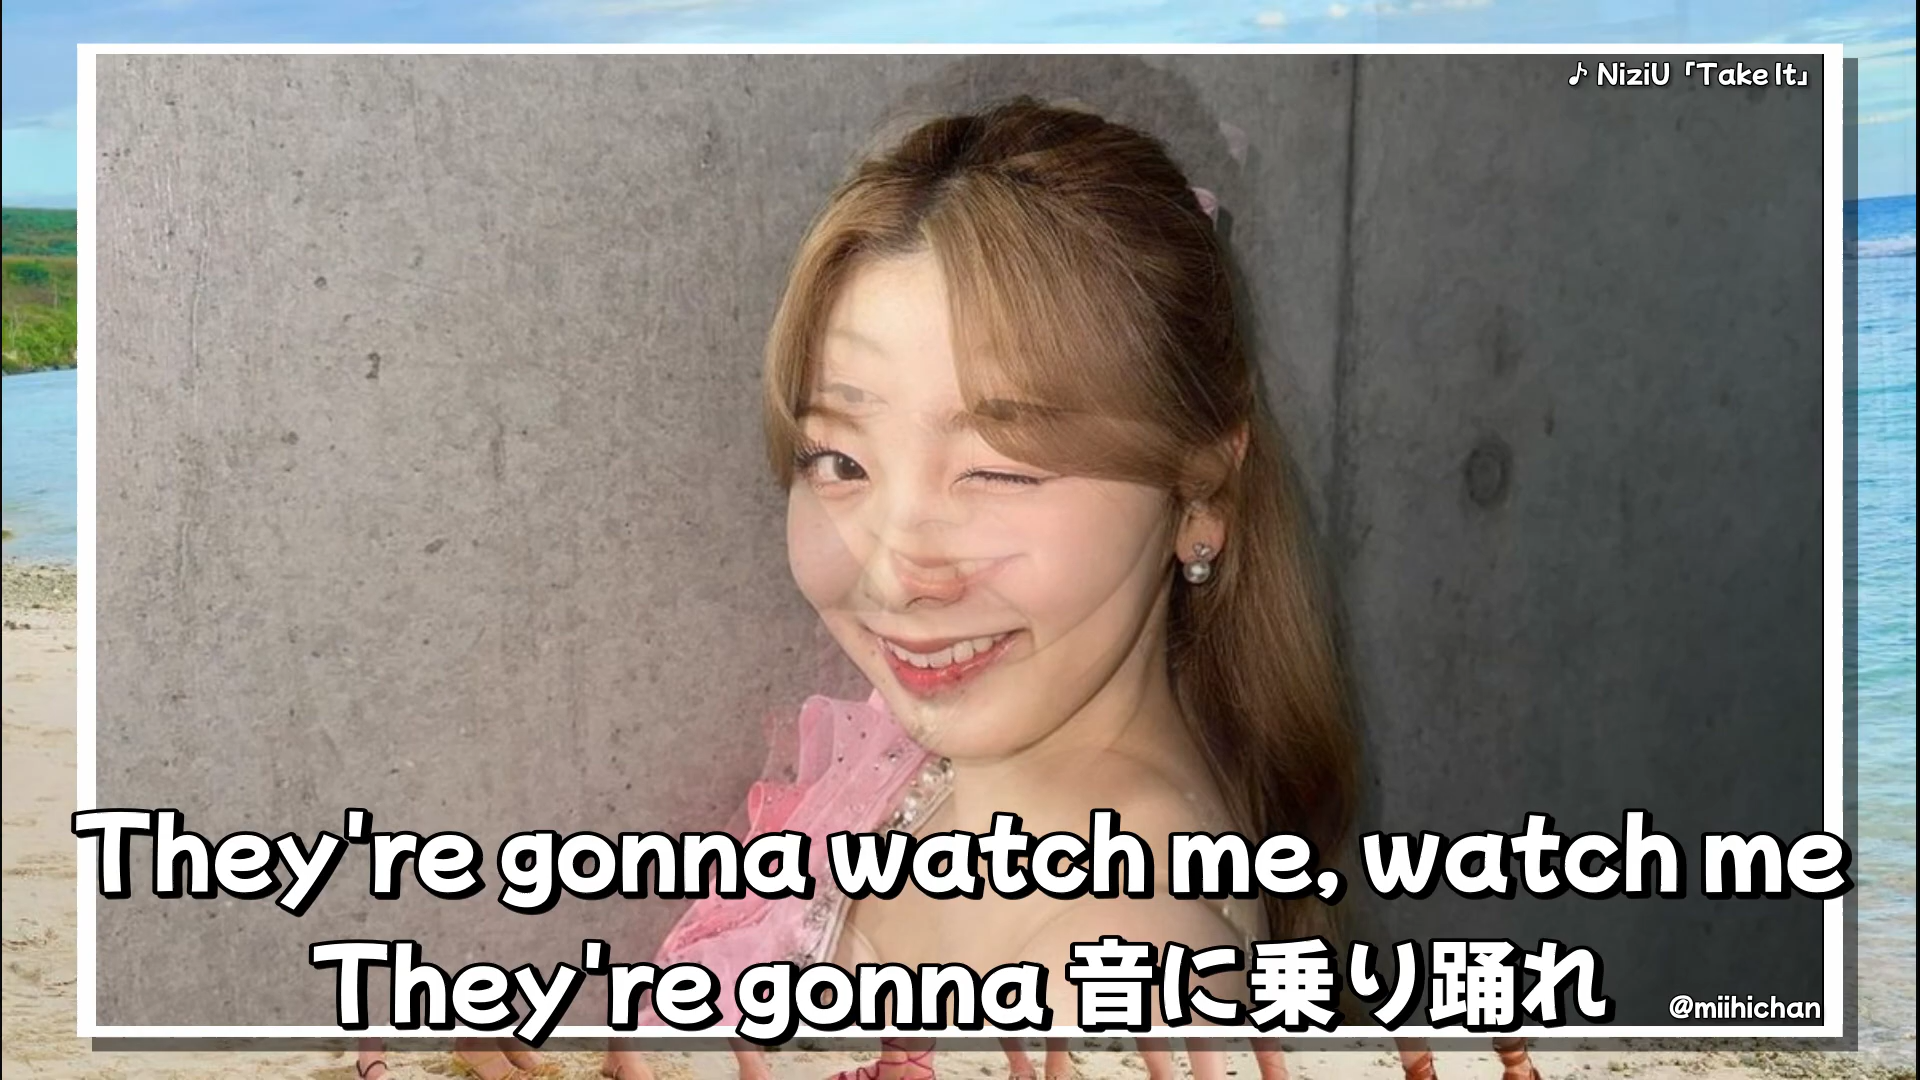 ♪ NiziU「Take It」
They're gonna watch me, watch me
They're gonna 音に乗り踊れ
@miihichan